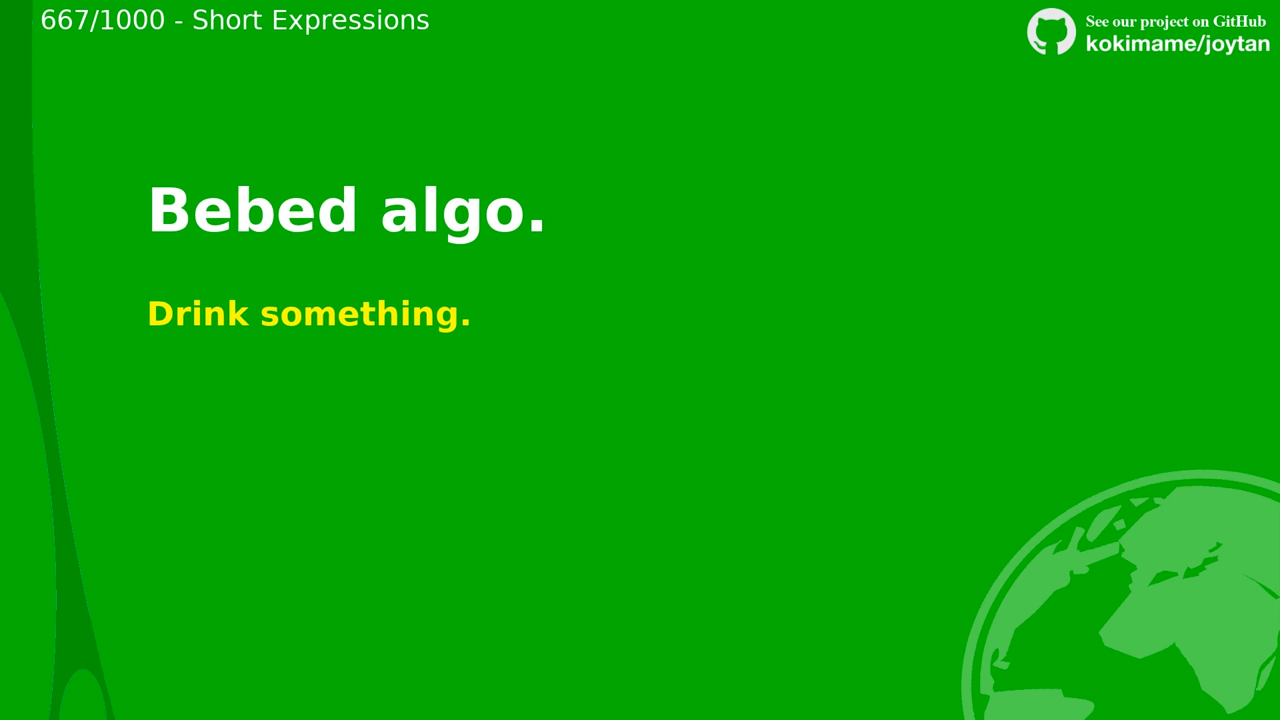 667/1000 - Short Expressions
See our project on GitHub
kokimame/joytan
Bebed algo.
Drink something.